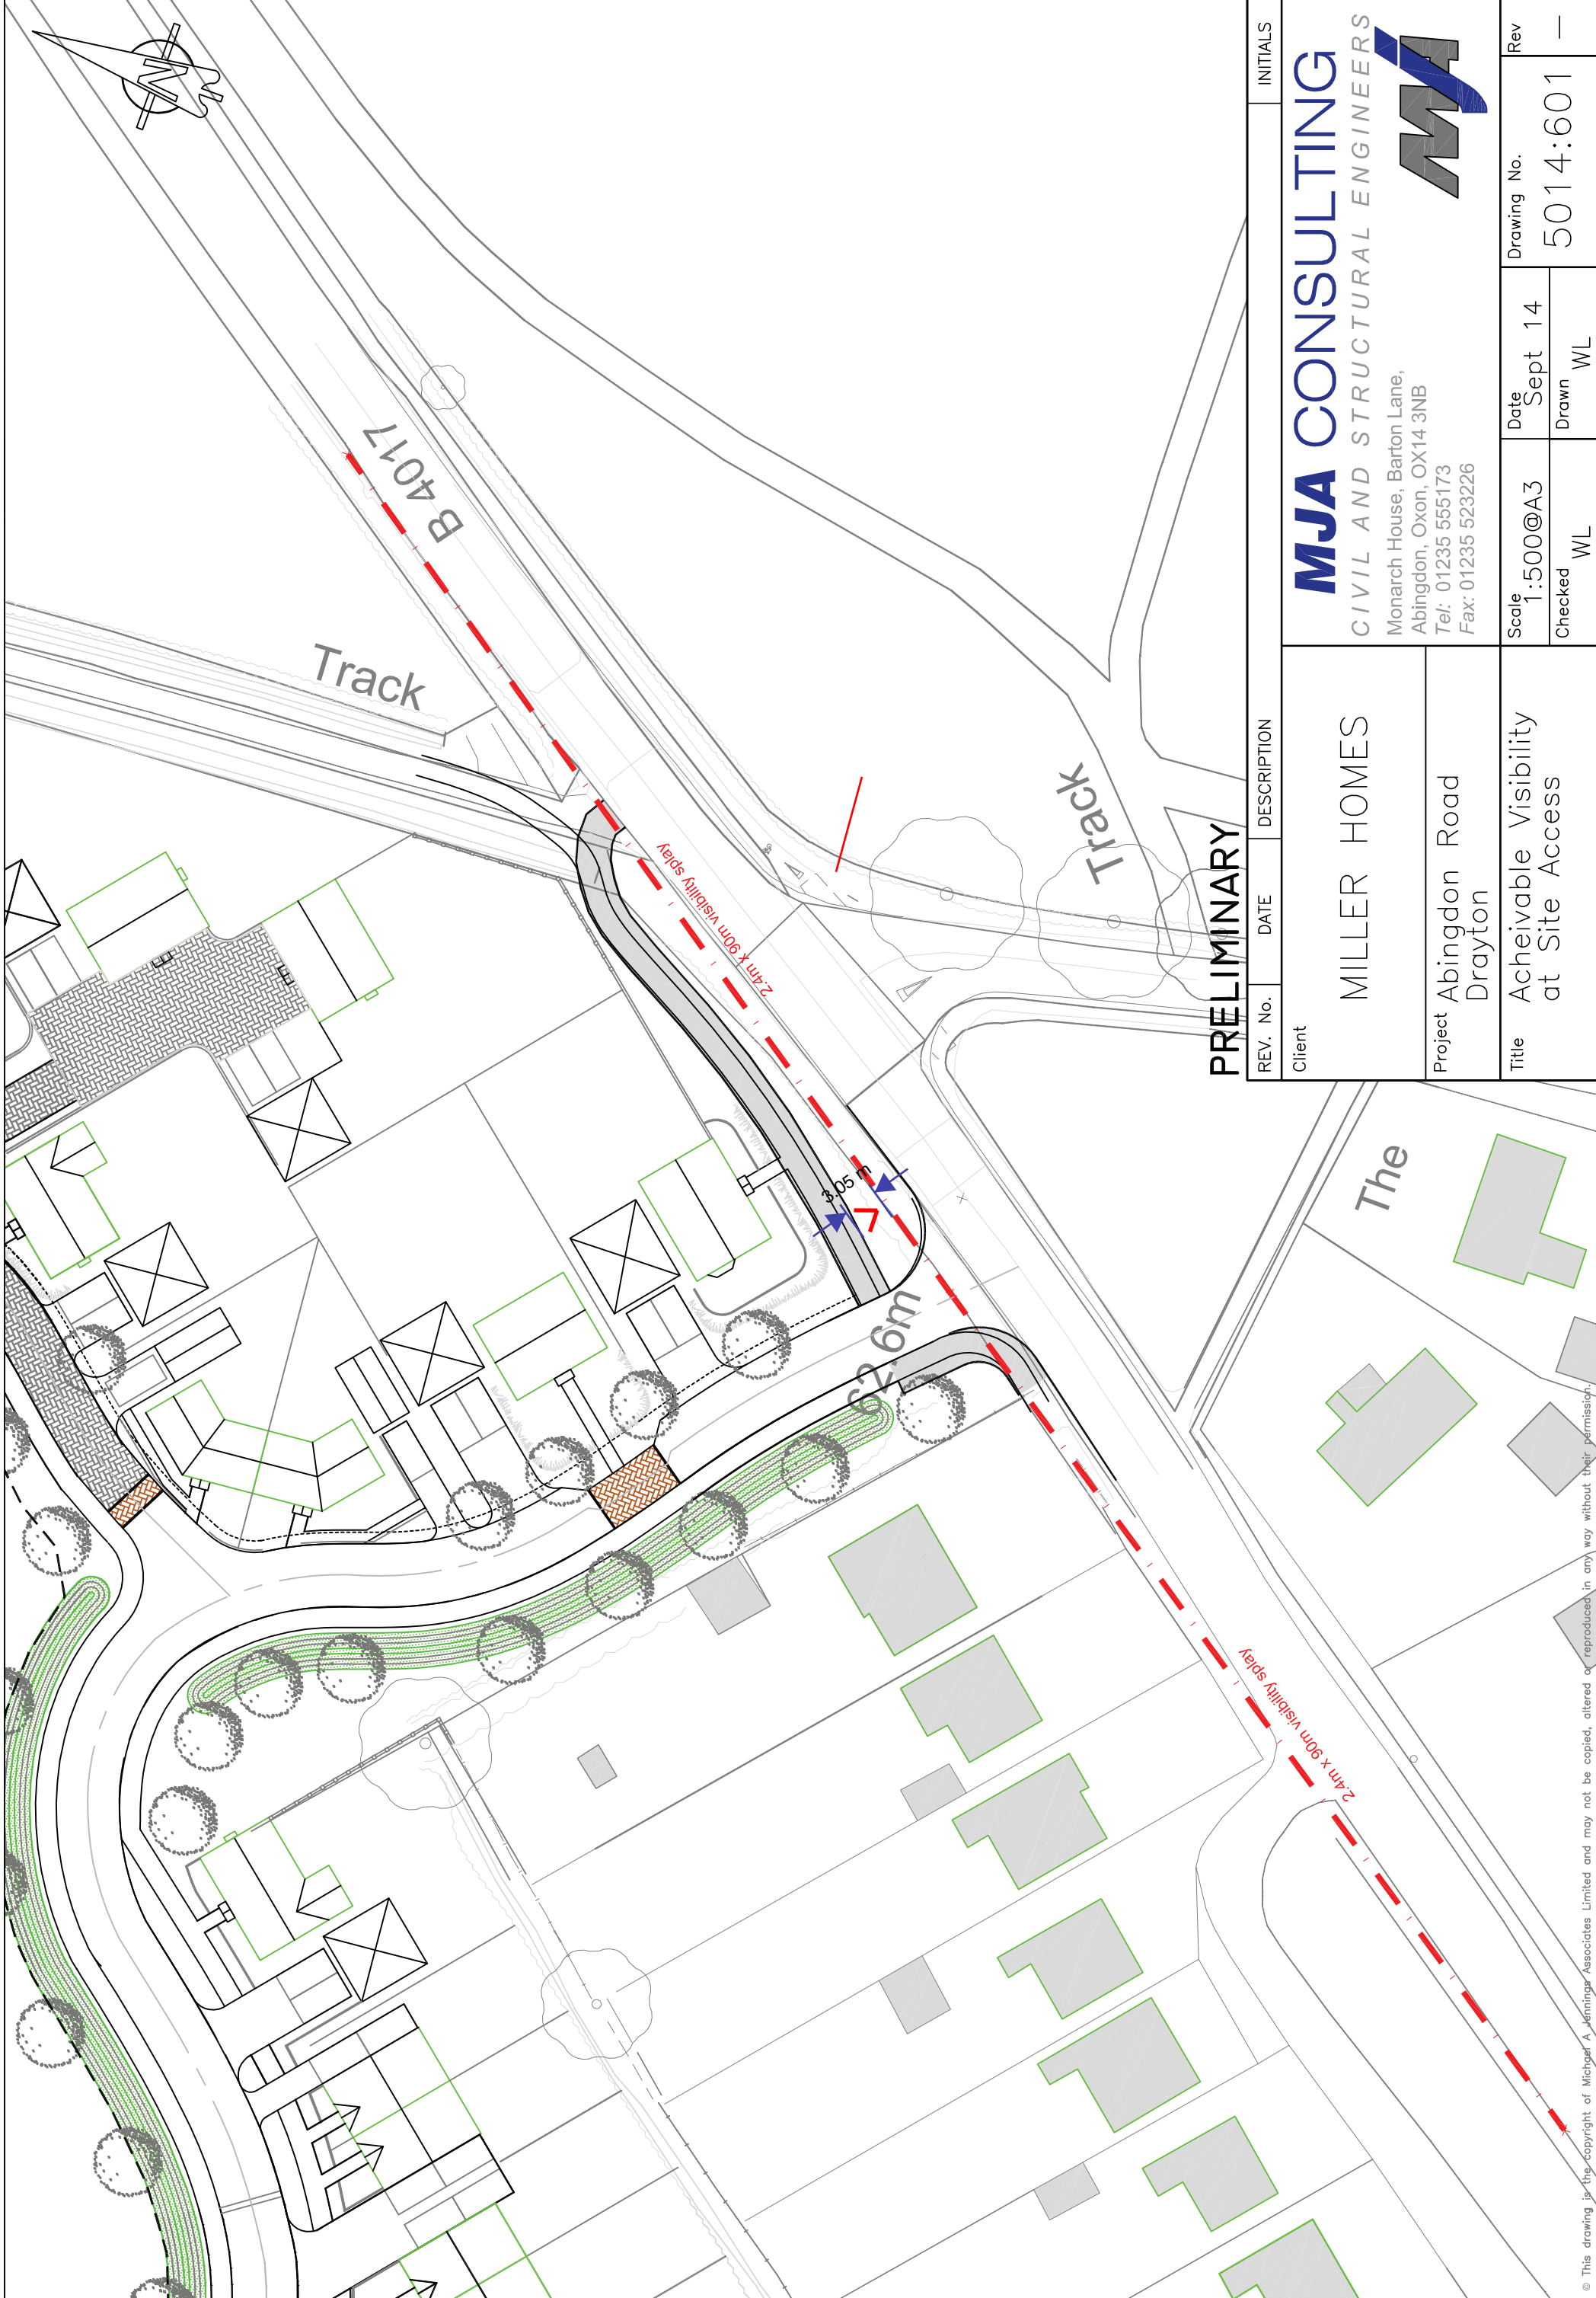 N
B 4017
Track
2.4m x 90m visibility splay
3.05 m
62.6m
Track
The
2.4m x 90m visibility splay
PRELIMINARY
REV. No. DATE DESCRIPTION INITIALS
Client
MILLER HOMES
Project Abingdon Road
Drayton
Title Acheivable Visibility
at Site Access
MJA CONSULTING
CIVIL AND STRUCTURAL ENGINEERS
Monarch House, Barton Lane,
Abingdon, Oxon, OX14 3NB
Tel: 01235 555173
Fax: 01235 523226
MJA
Scale 1:500@A3
Date Sept 14
Drawing No. 5014:601
Rev —
Checked WL
Drawn WL
© This drawing is the copyright of Michael A Jennings Associates Limited and may not be copied, altered or reproduced in any way without their permission.